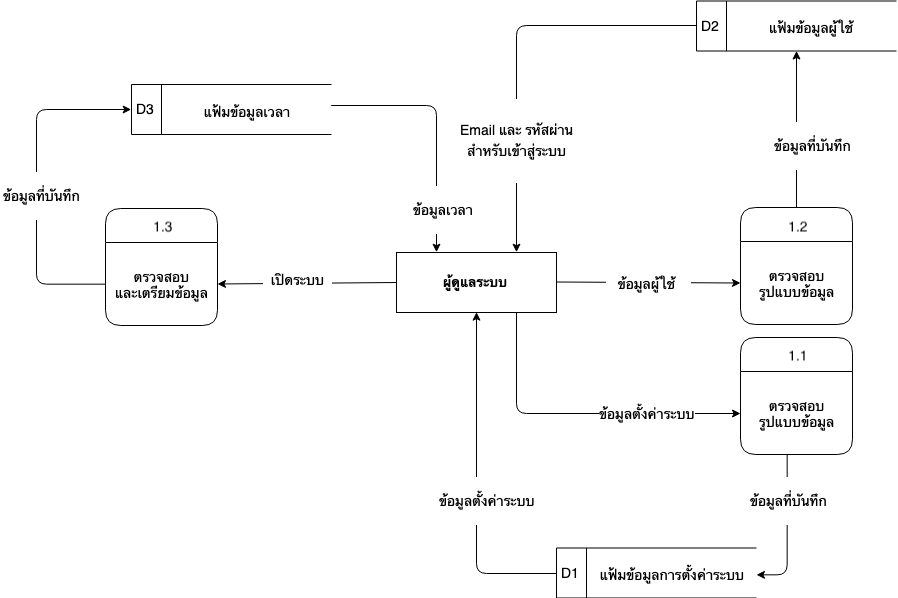 D2
แฟ้มข้อมูลผู้ใช้
D3
แฟ้มข้อมูลเวลา
Email และ รหัสผ่าน
สำหรับเข้าสู่ระบบ
ข้อมูลที่บันทึก
ข้อมูลที่บันทึก
ข้อมูลเวลา
1.3
ตรวจสอบ
และเตรียมข้อมูล
เปิดระบบ
ผู้ดูแลระบบ
ข้อมูลผู้ใช้
1.2
ตรวจสอบ
รูปแบบข้อมูล
1.1
ตรวจสอบ
รูปแบบข้อมูล
ข้อมูลตั้งค่าระบบ
ข้อมูลตั้งค่าระบบ
ข้อมูลที่บันทึก
D1
แฟ้มข้อมูลการตั้งค่าระบบ